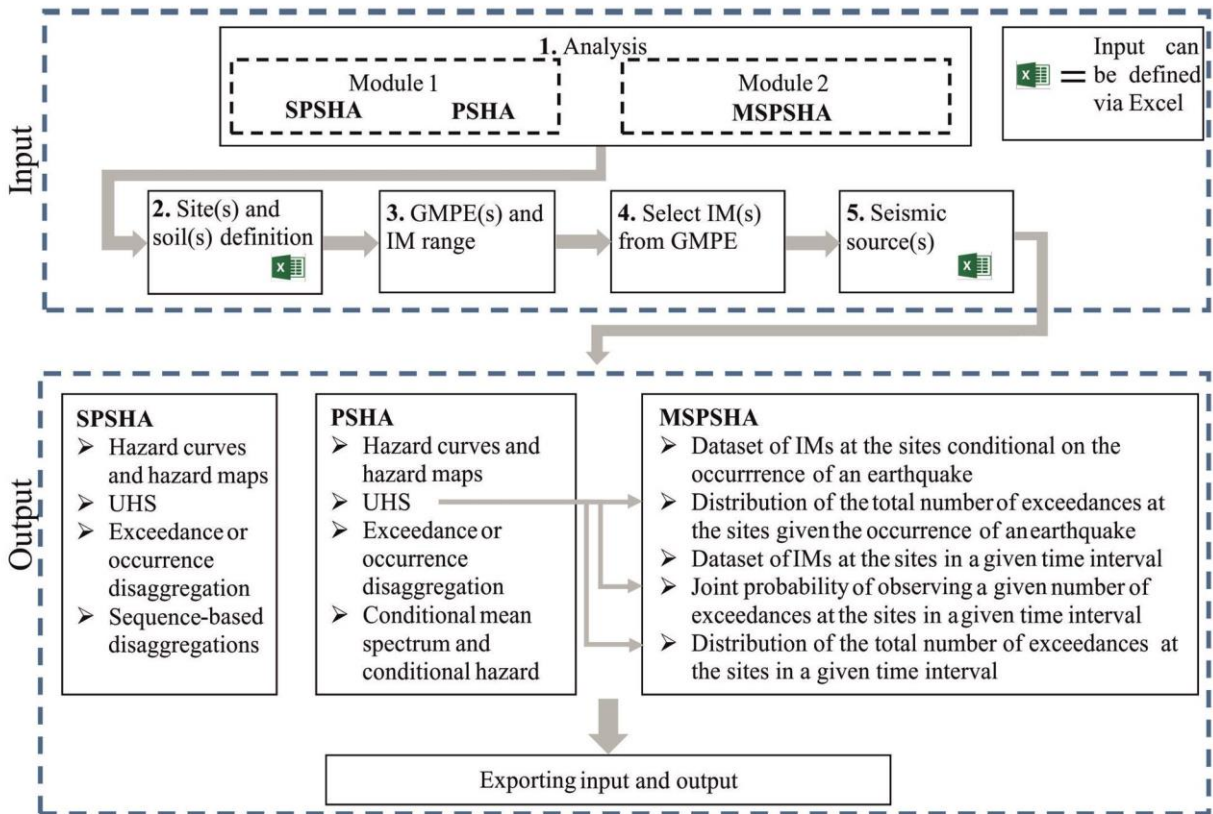 Input
1. Analysis
Module 1
SPSHA PSHA
Module 2
MSPSHA
X
= Input can
be defined
via Excel
2. Site(s) and
soil(s) definition
X
3. GMPE(s) and
IM range
4. Select IM(s)
from GMPE
5. Seismic
source(s)
X
Output
SPSHA
➢ Hazard curves
and hazard maps
➢ UHS
➢ Exceedance or
occurrence
disaggregation
➢ Sequence-based
disaggregations
PSHA
➢ Hazard curves and
hazard maps
➢ UHS
➢ Exceedance or
occurrence
disaggregation
➢ Conditional mean
spectrum and
conditional hazard
MSPSHA
➢ Dataset of IMs at the sites conditional on the
occurrrence of an earthquake
➢ Distribution of the total number of exceedances at
the sites given the occurrence of an earthquake
➢ Dataset of IMs at the sites in a given time interval
➢ Joint probability of observing a given number of
exceedances at the sites in a given time interval
➢ Distribution of the total number of exceedances at
the sites in a given time interval
Exporting input and output